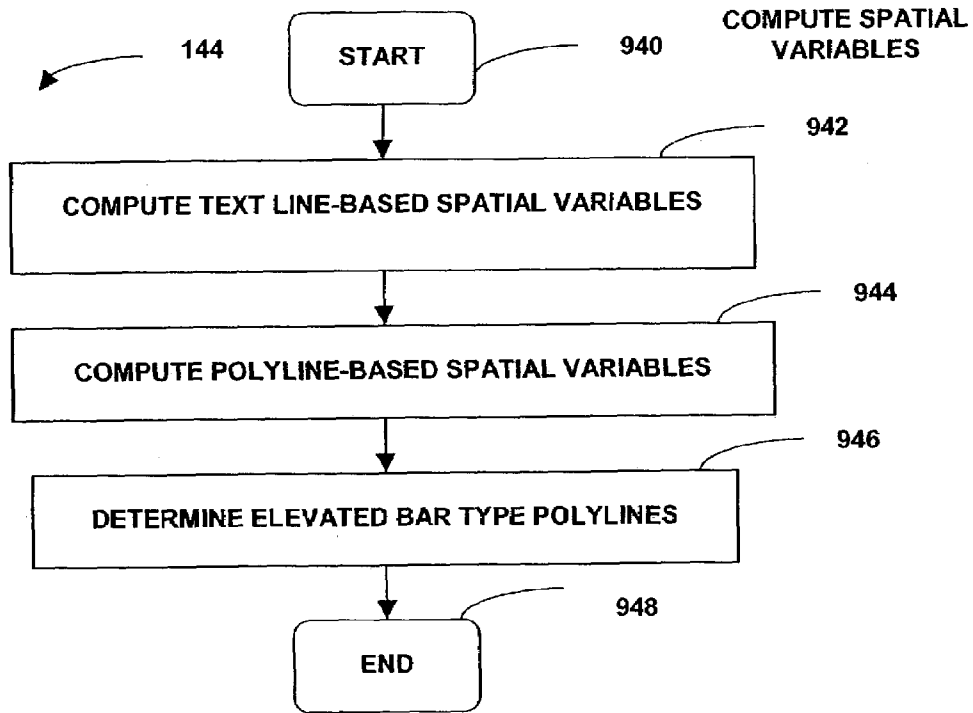 COMPUTE SPATIAL
VARIABLES
144
START
940
942
COMPUTE TEXT LINE-BASED SPATIAL VARIABLES
944
COMPUTE POLYLINE-BASED SPATIAL VARIABLES
946
DETERMINE ELEVATED BAR TYPE POLYLINES
948
END